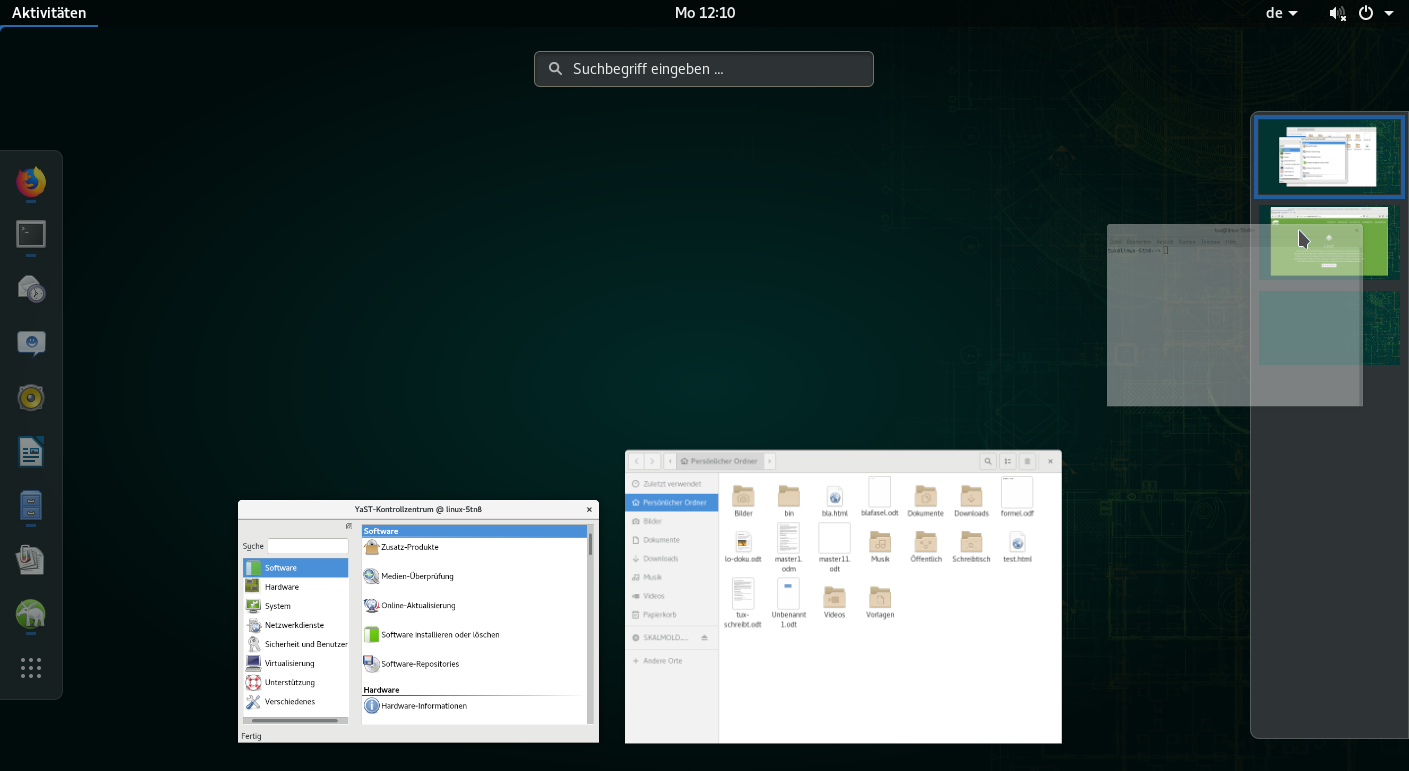 Aktivitäten
Mo 12:10
de
Suchbegriff eingeben ...
YaST-Kontrollzentrum @ linux-5tn8
Suche
Software
Hardware
System
Netzwerkdienste
Sicherheit und Benutzer
Virtualisierung
Unterstützung
Verschiedenes
Software
Zusatz-Produkte
Medien-Überprüfung
Online-Aktualisierung
Software installieren oder löschen
Software-Repositories
Hardware
Hardware-Informationen
Fertig
Persönlicher Ordner
Zuletzt verwendet
Persönlicher Ordner
Bilder
Dokumente
Downloads
Musik
Videos
Papierkorb
SKALMOLD....
Andere Orte
Bilder
bin
bla.html
blafasel.odt
Dokumente
Downloads
formel.odf
lo-doku.odt
master1.
odm
master11.
odt
Musik
Öffentlich
Schreibtisch
test.html
tux-
schreibt.odt
Unbenannt
1.odt
Videos
Vorlagen